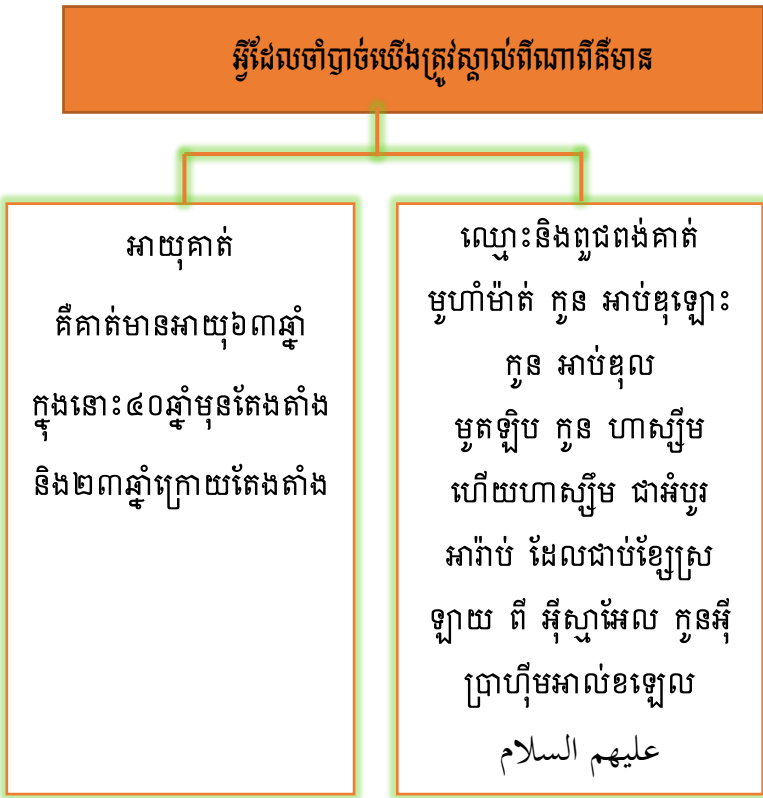 អ្វីដែលចាំបាច់យើងត្រូវស្គាល់ពីណាពីគឺមាន
អាយុគាត់
គឺគាត់មានអាយុ៦៣ឆ្នាំ
ក្នុងនោះ៤០ឆ្នាំមុនតែងតាំង
និង២៣ឆ្នាំក្រោយតែងតាំង
ឈ្មោះនិងពូជពង់គាត់
មូហាំម៉ាត់ កូន អាប់ឌុឡោះ
កូន អាប់ឌុល
មូតឡិប កូន ហាស្ស៊ីម
ហើយហាស្ស៊ីម ជាអំបូរ
អារ៉ាប់ ដែលជាប់ខ្សែស្រ
ឡាយ ពី អ៊ីស្មាអែល កូនអ៊ី
ប្រាហ៊ីមអាល់ខឡេល
عليهم السلام